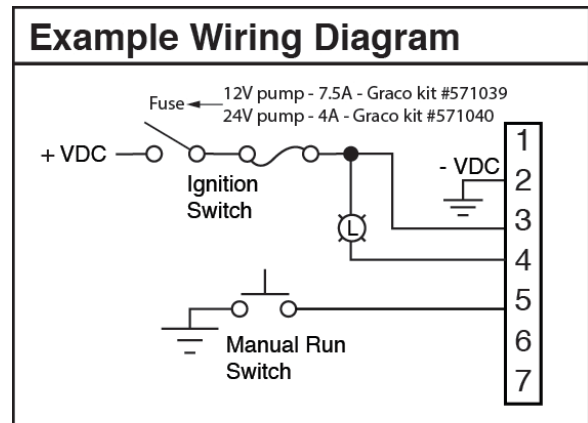 Example Wiring Diagram
12V pump - 7.5A - Graco kit #571039
Fuse
24V pump - 4A - Graco kit #571040
+ VDC
Ignition
Switch
- VDC
L
1
2
3
4
5
6
7
Manual Run
Switch